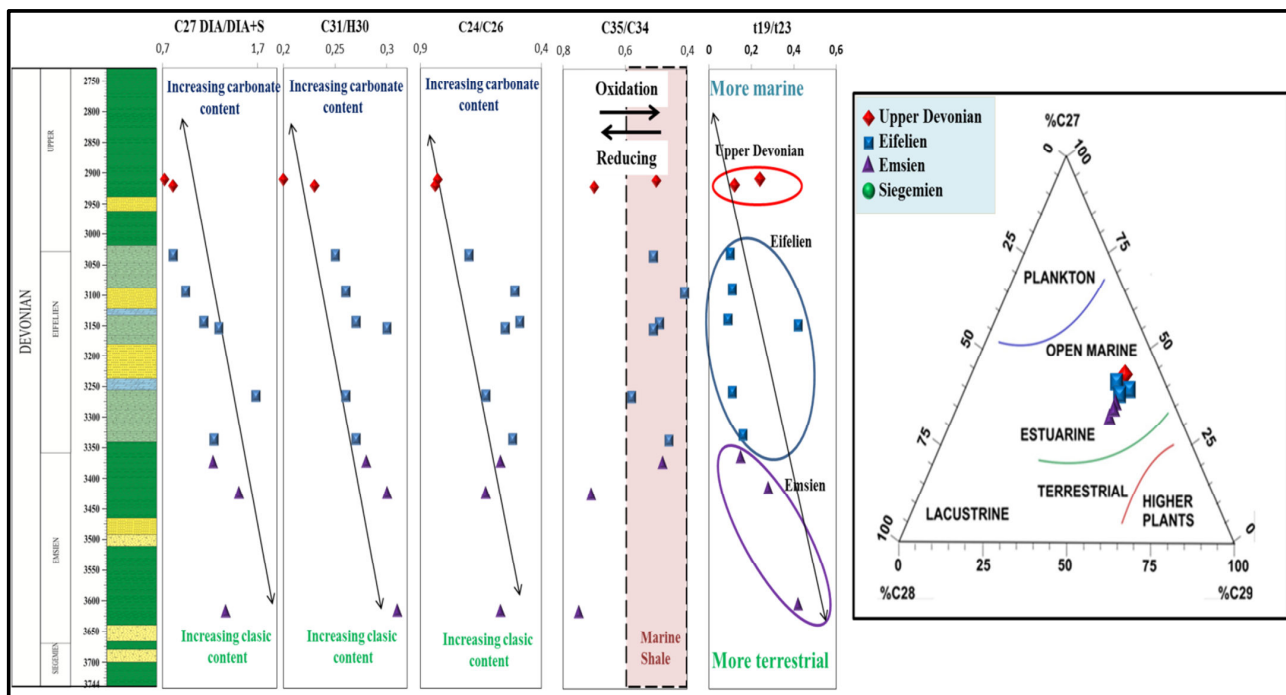 C27 DIA/DIA+S
C31/H30
C24/C26
C35/C34
t19/t23
0,7
1,7
0,2
0,25
0,3
0,9
0,4
0,8
0,6
0,4
0
0,2
0,4
0,6
DEVONIAN
UPPER
EIFELIEN
EMSIEN
SIEGEMEN
2750
2800
2850
2900
2950
3000
3050
3100
3150
3200
3250
3300
3350
3400
3450
3500
3550
3600
3650
3700
3744
Increasing carbonate
content
Increasing clasic
content
Increasing carbonate
content
Increasing clasic
content
Increasing carbonate
content
Increasing clasic
content
Oxidation
Reducing
Marine
Shale
More marine
Upper Devonian
Eifelien
Emsien
More terrestrial
Upper Devonian
Eifelien
Emsien
Siegemien
%C27
0
100
25
75
PLANKTON
50
50
OPEN MARINE
75
25
ESTUARINE
TERRESTRIAL
HIGHER
PLANTS
LACUSTRINE
100
0
0
25
50
75
100
%C28
%C29